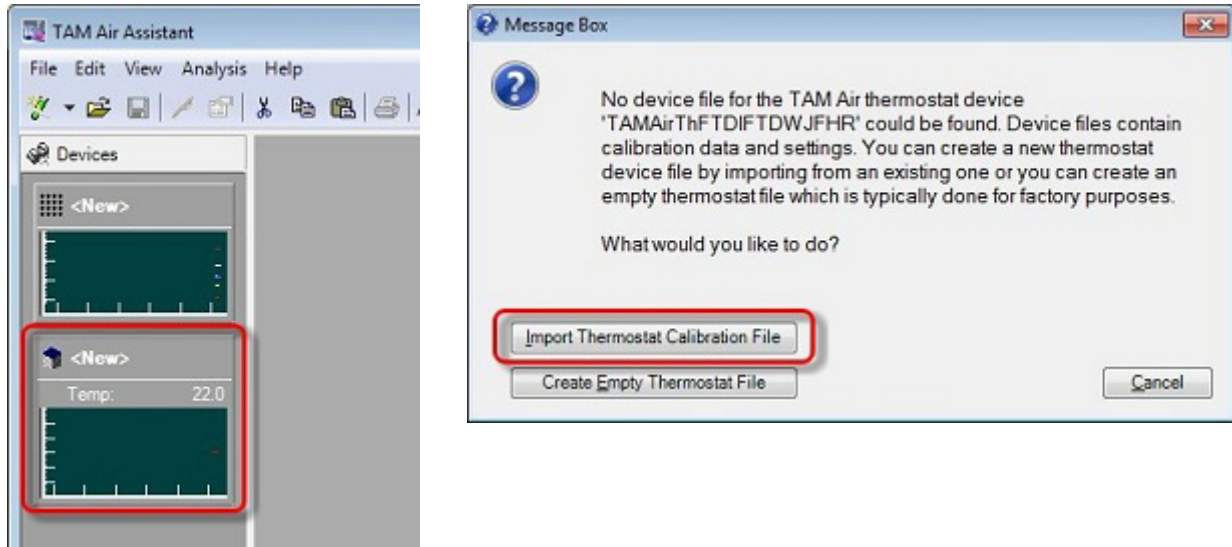 TAM Air Assistant
File Edit View Analysis Help
Devices
<New>
<New>
Temp: 22.0
Message Box
No device file for the TAM Air thermostat device
'TAMAirThFTDIFTDWJFHR' could be found. Device files contain
calibration data and settings. You can create a new thermostat
device file by importing from an existing one or you can create an
empty thermostat file which is typically done for factory purposes.
What would you like to do?
Import Thermostat Calibration File
Create Empty Thermostat File
Cancel